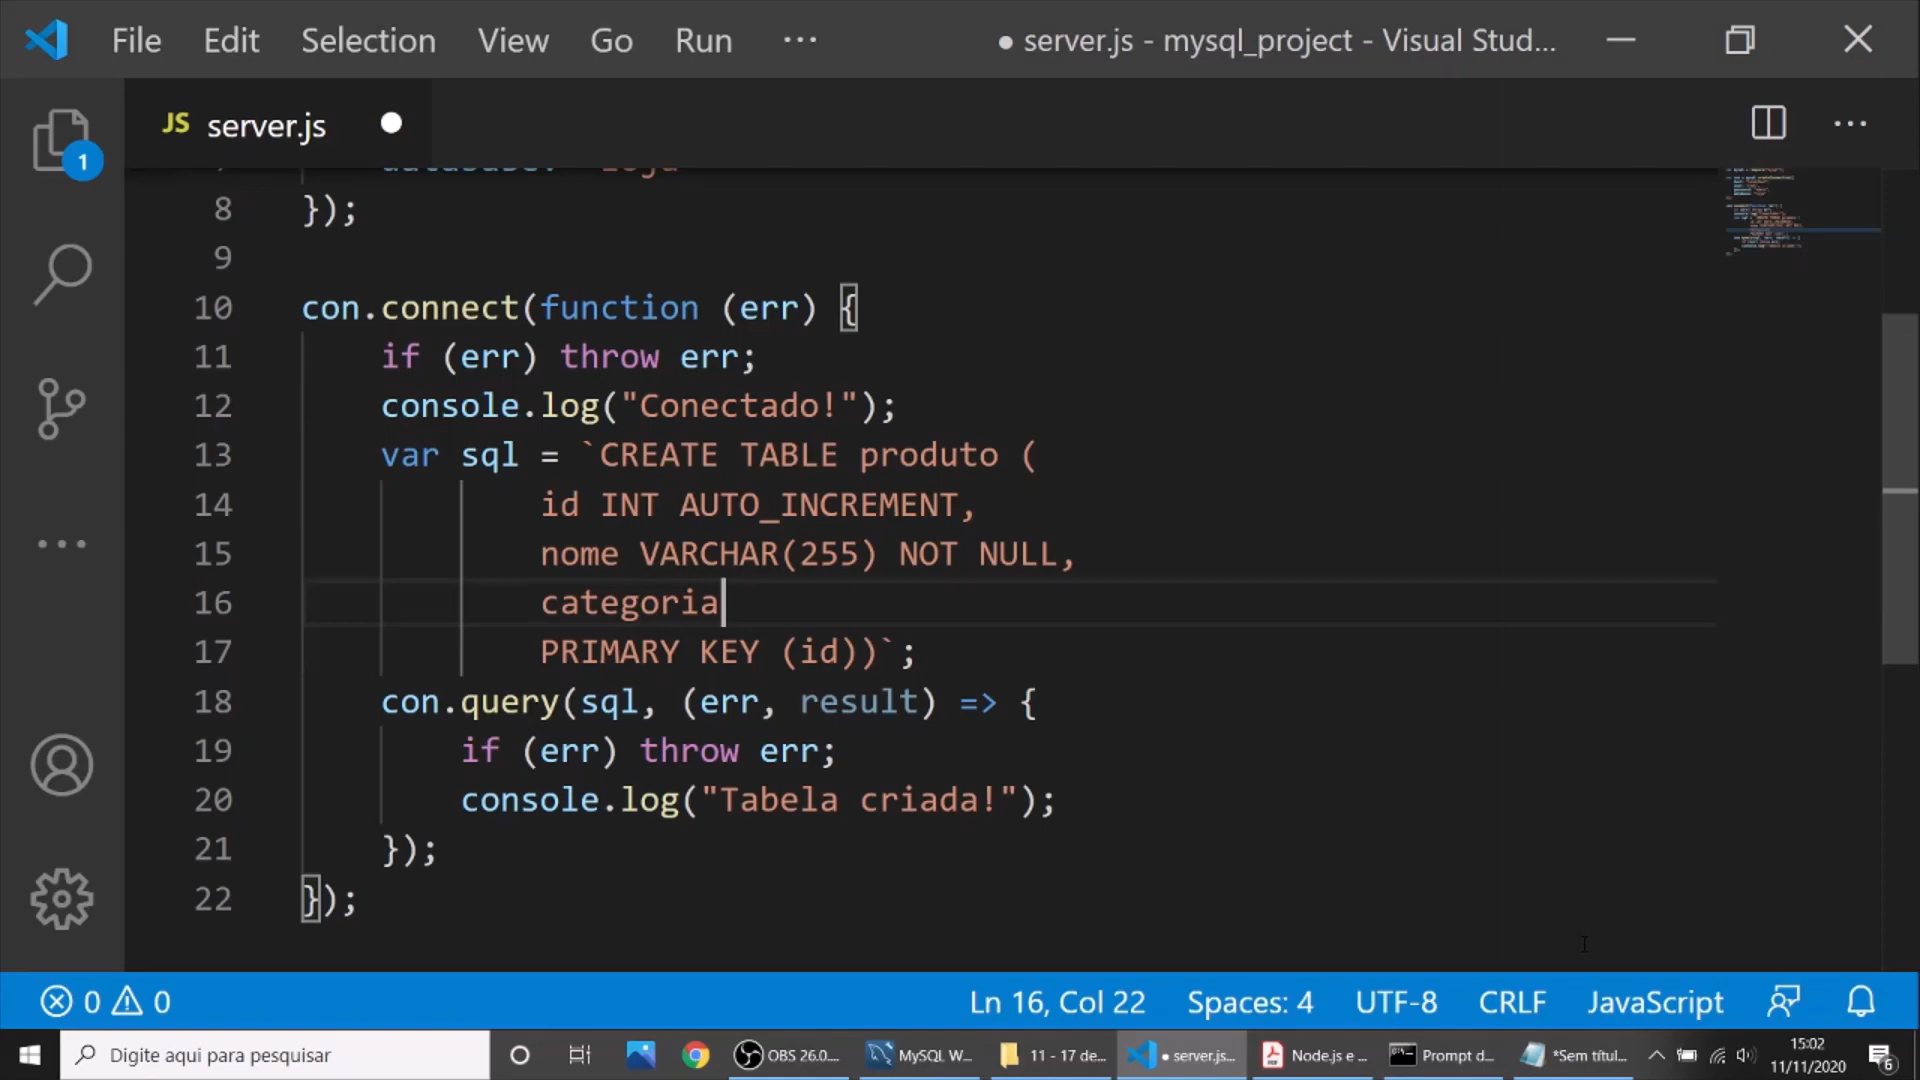 File Edit Selection View Go Run ··· ● server.js - mysql_project - Visual Stud...
JS server.js
1
8 });
9
10 con.connect(function (err) {
11 if (err) throw err;
12 console.log("Conectado!");
13 var sql = `CREATE TABLE produto (
14 id INT AUTO_INCREMENT,
15 nome VARCHAR(255) NOT NULL,
16 categoria
17 PRIMARY KEY (id))`;
18 con.query(sql, (err, result) => {
19 if (err) throw err;
20 console.log("Tabela criada!");
21 });
22 });
0 0 Ln 16, Col 22 Spaces: 4 UTF-8 CRLF JavaScript
Digite aqui para pesquisar OBS 26.0.... MySQL W... 11 - 17 de... ● server.js... Node.js e ... Prompt d... *Sem títul... 15:02
11/11/2020 6